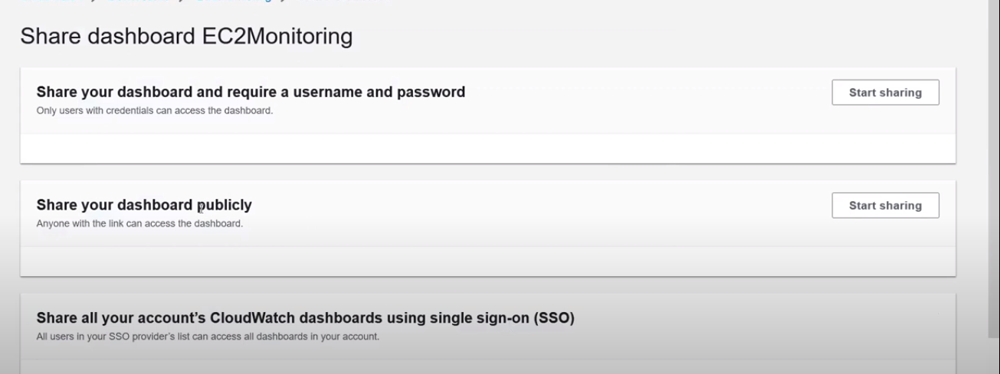 Share dashboard EC2Monitoring
Share your dashboard and require a username and password
Start sharing
Only users with credentials can access the dashboard.
Share your dashboard publicly
Start sharing
Anyone with the link can access the dashboard.
Share all your account’s CloudWatch dashboards using single sign-on (SSO)
All users in your SSO provider’s list can access all dashboards in your account.